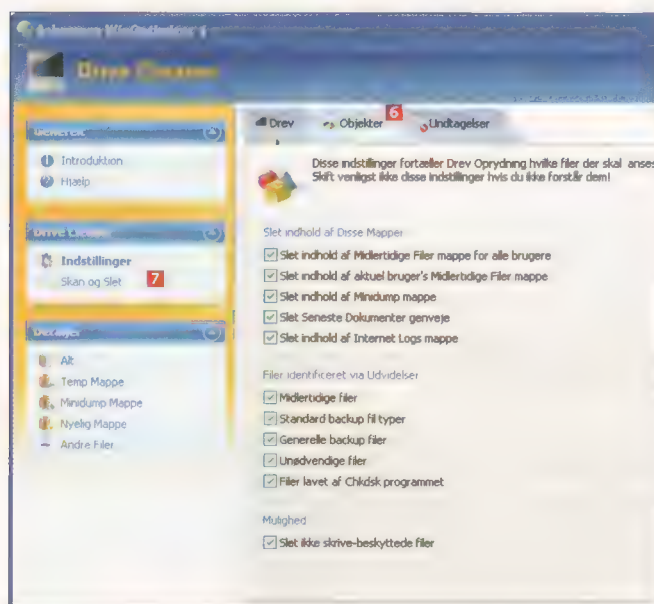 Drive Cleaner
Generelt
Introduktion
Hjælp
Indstillinger
Skan og Slet
7
Detaljer
Alt
Temp Mappe
Minidump Mappe
Nyelig Mappe
Andre Filer
Drev
Objekter
6
Undtagelser
Disse indstillinger fortæller Drev Oprydning hvilke filer der skal anses
Skift venligst ikke disse indstillinger hvis du ikke forstår dem!
Slet indhold af Disse Mapper
Slet indhold af Midlertidige Filer mappe for alle brugere
Slet indhold af aktuel bruger's Midlertidige Filer mappe
Slet indhold af Minidump mappe
Slet Seneste Dokumenter genveje
Slet indhold af Internet Logs mappe
Filer identificeret via Udvidelser
Midlertidige filer
Standard backup fil typer
Generelle backup filer
Unødvendige filer
Filer lavet af Chkdsk programmet
Mulighed
Slet ikke skrive-beskyttede filer